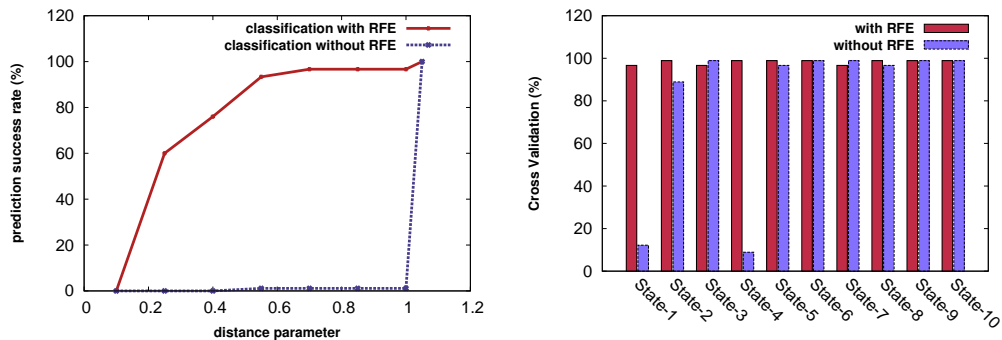 prediction success rate (%)
120
100
80
60
40
20
0
classification with RFE
classification without RFE
0 0.2 0.4 0.6 0.8 1 1.2
distance parameter
Cross Validation (%)
120
100
80
60
40
20
0
with RFE
without RFE
State-1
State-2
State-3
State-4
State-5
State-6
State-7
State-8
State-9
State-10